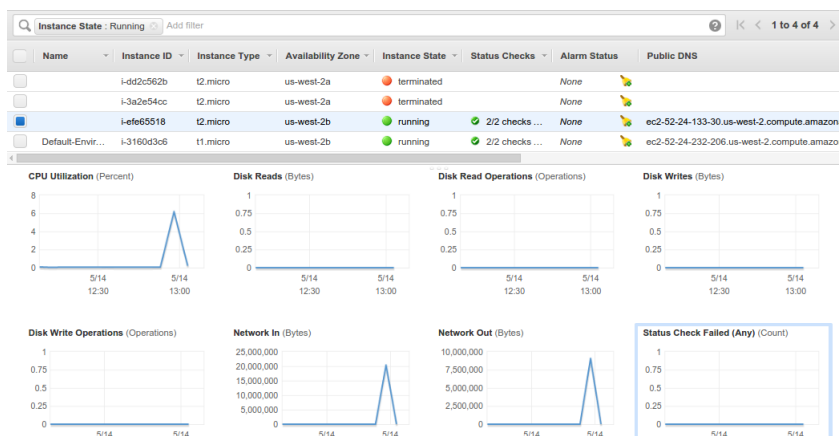 Instance State : Running Add filter 1 to 4 of 4
Name Instance ID Instance Type Availability Zone Instance State Status Checks Alarm Status Public DNS
i-dd2c562b t2.micro us-west-2a terminated None
i-3a2e54cc t2.micro us-west-2a terminated None
i-efe65518 t2.micro us-west-2b running 2/2 checks ... None ec2-52-24-133-30.us-west-2.compute.amazon
Default-Envir... i-3160d3c6 t1.micro us-west-2b running 2/2 checks ... None ec2-52-24-232-206.us-west-2.compute.amazo
CPU Utilization (Percent) Disk Reads (Bytes) Disk Read Operations (Operations) Disk Writes (Bytes)
8 1 1 1
6 0.75 0.75 0.75
4 0.5 0.5 0.5
2 0.25 0.25 0.25
0 0 0 0
5/14 5/14 5/14 5/14 5/14 5/14 5/14 5/14
12:30 13:00 12:30 13:00 12:30 13:00 12:30 13:00
Disk Write Operations (Operations) Network In (Bytes) Network Out (Bytes) Status Check Failed (Any) (Count)
1 25,000,000 10,000,000 1
0.75 20,000,000 7,500,000 0.75
0.5 15,000,000 5,000,000 0.5
0.25 10,000,000 2,500,000 0.25
0 5,000,000 0 0
0
5/14 5/14 5/14 5/14 5/14 5/14 5/14 5/14